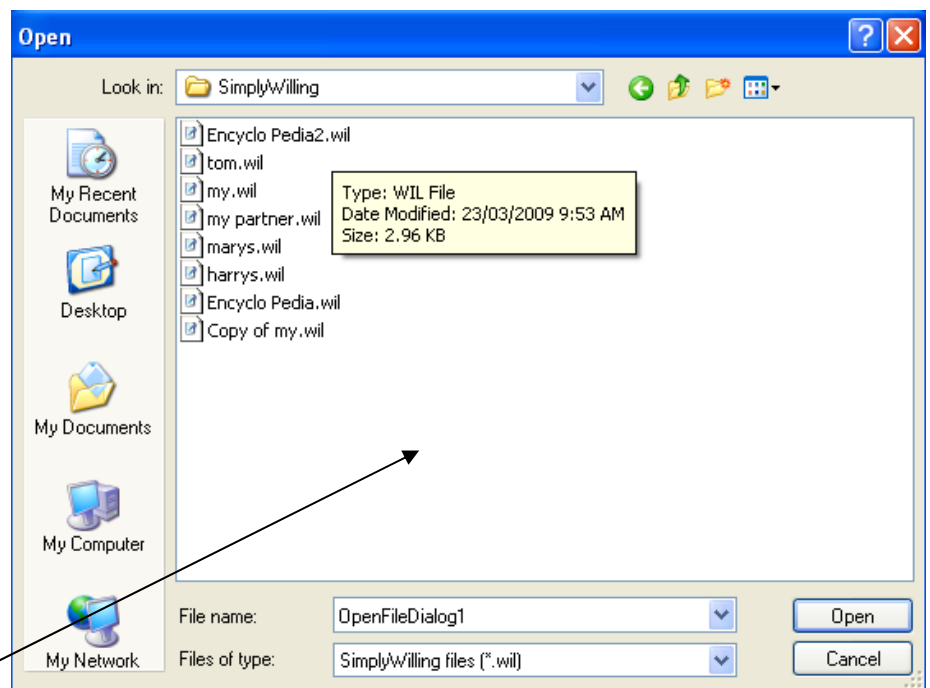 Open
Look in: SimplyWilling
My Recent
Documents
Desktop
My Documents
My Computer
My Network
Encyclo Pedia2.wil
tom.wil
my.wil
my partner.wil
marys.wil
harrys.wil
Encyclo Pedia.wil
Copy of my.wil
Type: WIL File
Date Modified: 23/03/2009 9:53 AM
Size: 2.96 KB
File name: OpenFileDialog1 Open
Files of type: SimplyWilling files (*.wil) Cancel